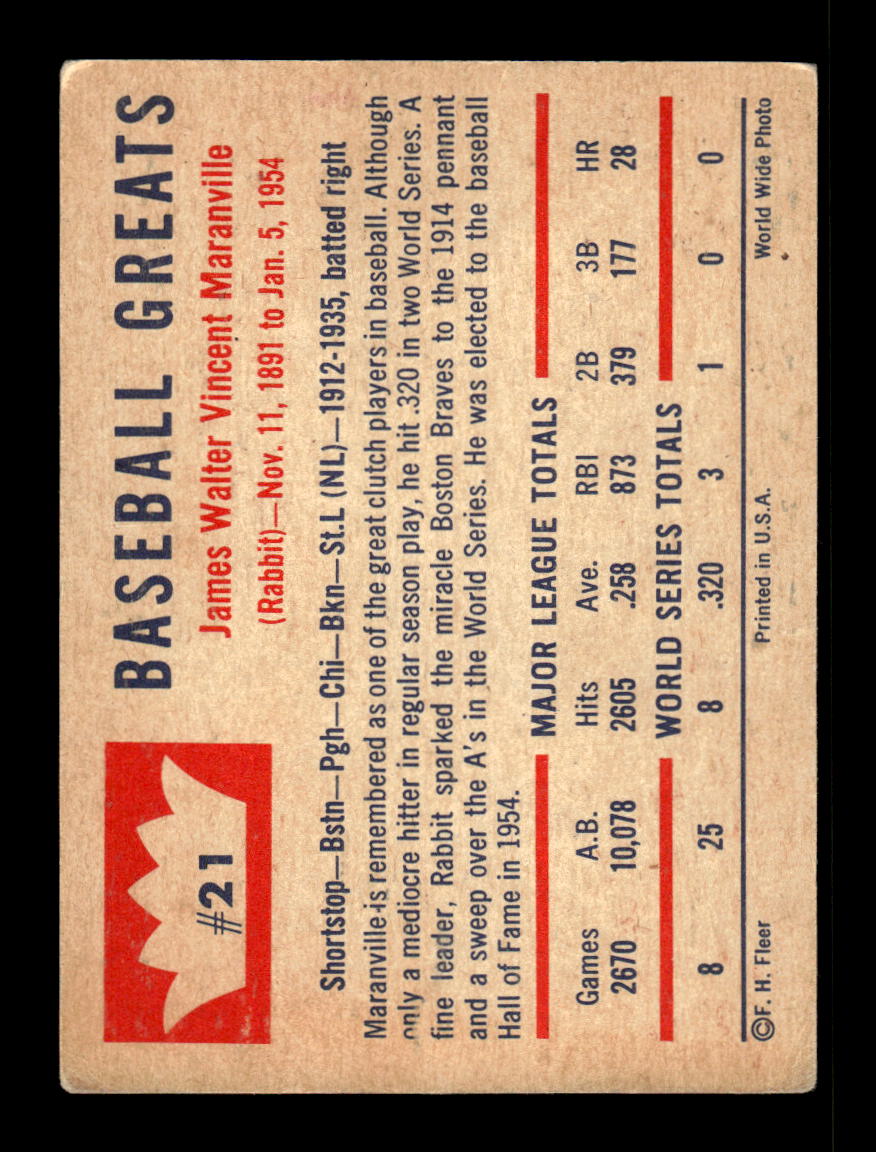 #21
BASEBALL GREATS
James Walter Vincent Maranville
(Rabbit)—Nov. 11, 1891 to Jan. 5, 1954
Shortstop—Bstn—Pgh—Chi—Bkn—St.L (NL)—1912-1935, batted right
Maranville is remembered as one of the great clutch players in baseball. Although
only a mediocre hitter in regular season play, he hit .320 in two World Series. A
fine leader, Rabbit sparked the miracle Boston Braves to the 1914 pennant
and a sweep over the A's in the World Series. He was elected to the baseball
Hall of Fame in 1954.
MAJOR LEAGUE TOTALS
Games A.B. Hits Ave. RBI 2B 3B HR
2670 10,078 2605 .258 873 379 177 28
WORLD SERIES TOTALS
8 25 8 .320 3 1 0 0
©F. H. Fleer Printed in U.S.A. World Wide Photo